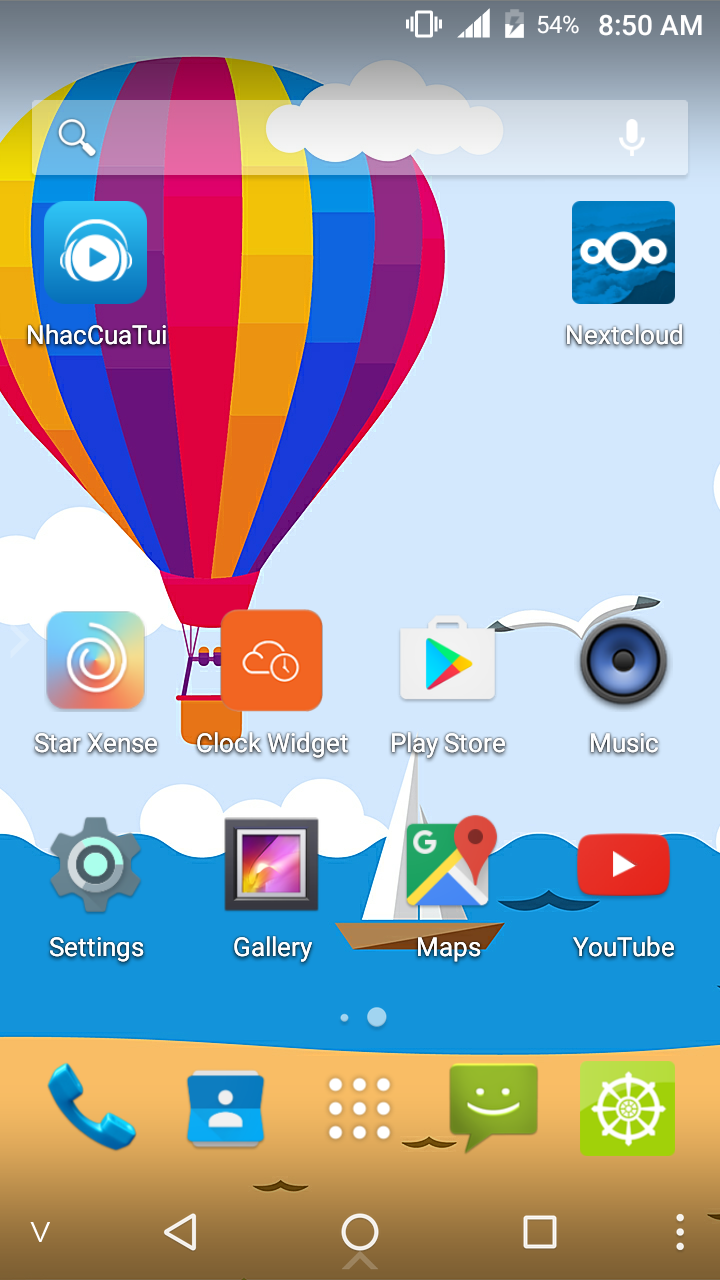 54% 8:50 AM
NhacCuaTui Nextcloud
Star Xense Clock Widget Play Store Music
G
Settings Gallery Maps YouTube